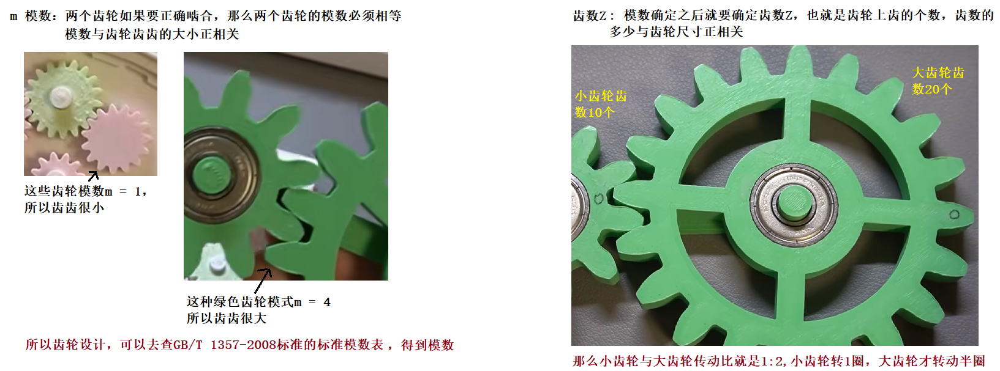 m 模数：两个齿轮如果要正确啮合，那么两个齿轮的模数必须相等
模数与齿轮齿齿的大小正相关
这些齿轮模数m = 1，
所以齿齿很小
这种绿色齿轮模式m = 4
所以齿齿很大
所以齿轮设计，可以去查GB/T 1357-2008标准的标准模数表，得到模数
齿数Z： 模数确定之后就要确定齿数Z，也就是齿轮上齿的个数，齿数的
多少与齿轮尺寸正相关
小齿轮齿
数10个
大齿轮齿
数20个
那么小齿轮与大齿轮传动比就是1:2,小齿轮转1圈，大齿轮才转动半圈